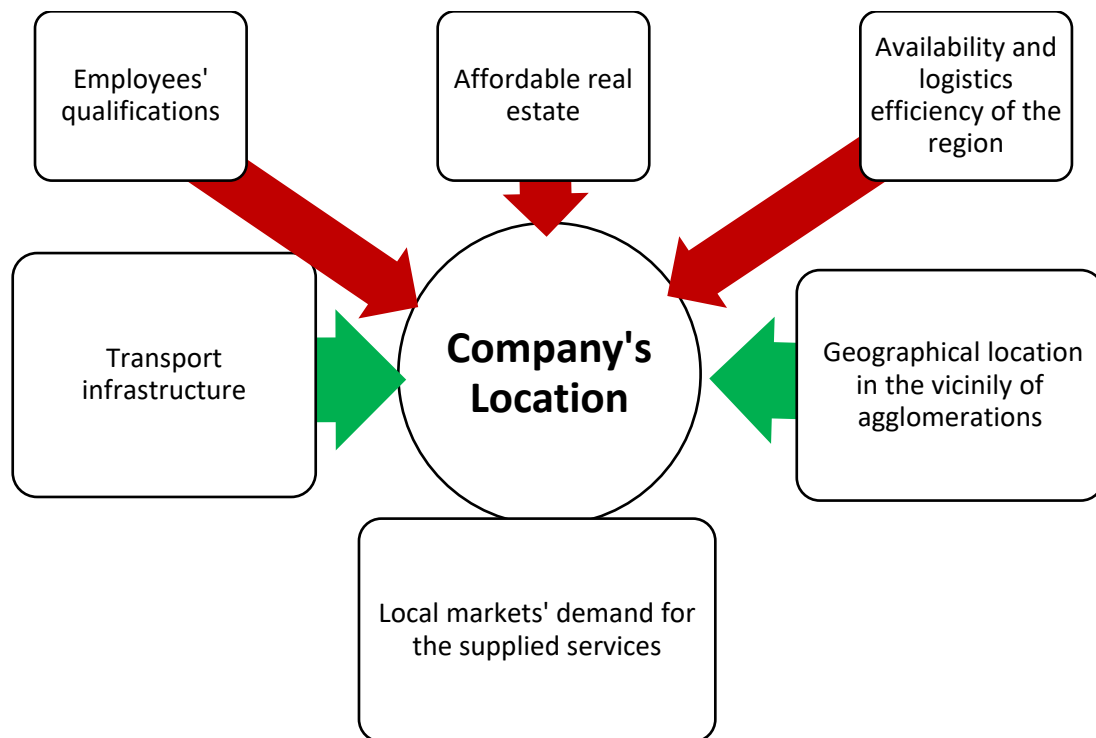 Employees'
qualifications
Affordable real
estate
Availability and
logistics
efficiency of the
region
Transport
infrastructure
Company's
Location
Geographical location
in the vicinily of
agglomerations
Local markets' demand for
the supplied services